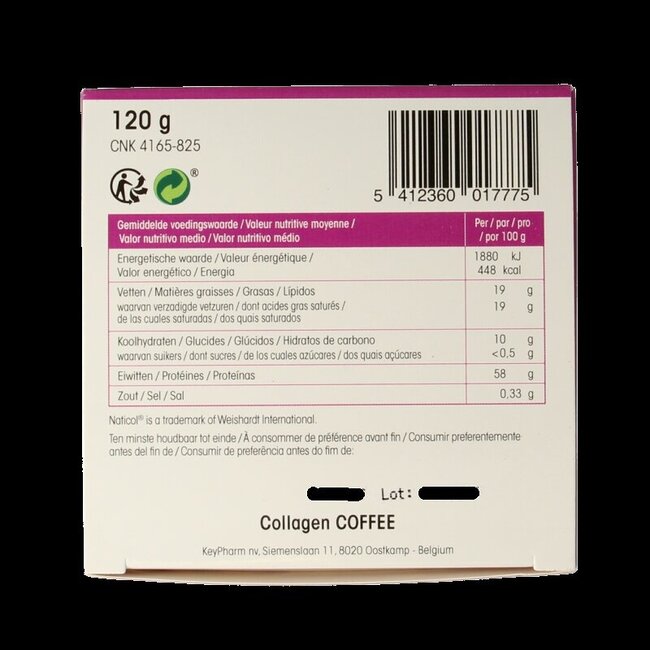 120 g
CNK 4165-825
®
5 412360 017775
Gemiddelde voedingswaarde / Valeur nutritive moyenne /
Valor nutritivo medio / Valor nutritivo médio
Per / par / pro
/ por 100 g
Energetische waarde / Valeur énergétique /
Valor energético / Energia
1880 kJ
448 kcal
Vetten / Matières graisses / Grasas / Lípidos
19 g
waarvan verzadigde vetzuren / dont acides gras saturés /
de las cuales saturadas / dos quais saturados
19 g
Koolhydraten / Glucides / Glúcidos / Hidratos de carbono
10 g
waarvan suikers / dont sucres / de los cuales azúcares / dos quais açúcares
<0,5 g
Eiwitten / Protéines / Proteínas
58 g
Zout / Sel / Sal
0,33 g
Naticol® is a trademark of Weishardt International.
Ten minste houdbaar tot einde / À consommer de préférence avant fin / Consumir preferentemente
antes del fin de / Consumir de preferência antes do fim de:
Lot:
Collagen COFFEE
KeyPharm nv, Siemenslaan 11, 8020 Oostkamp - Belgium